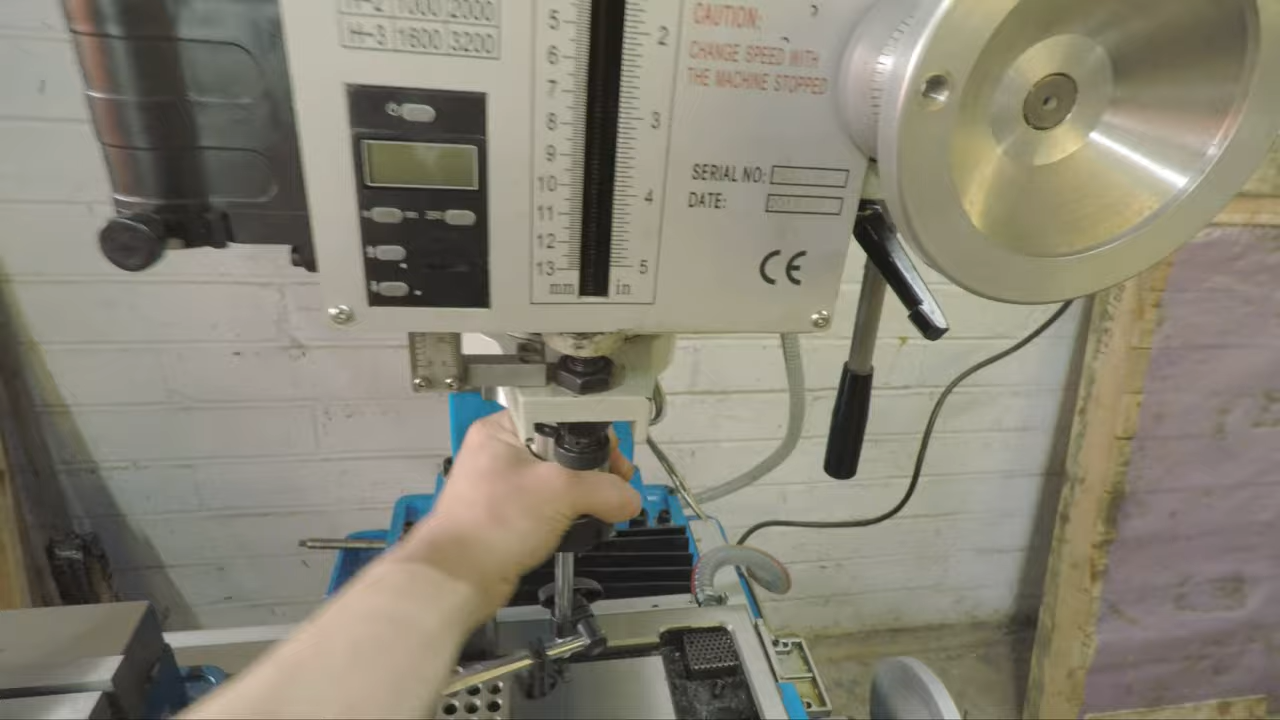 H-2 1000 2000
H-3 1600 3200
5
6
7
8
9
10
11
12
13
mm
2
3
4
5
in
CAUTION:
CHANGE SPEED WITH
THE MACHINE STOPPED
SERIAL NO:
DATE:
CE